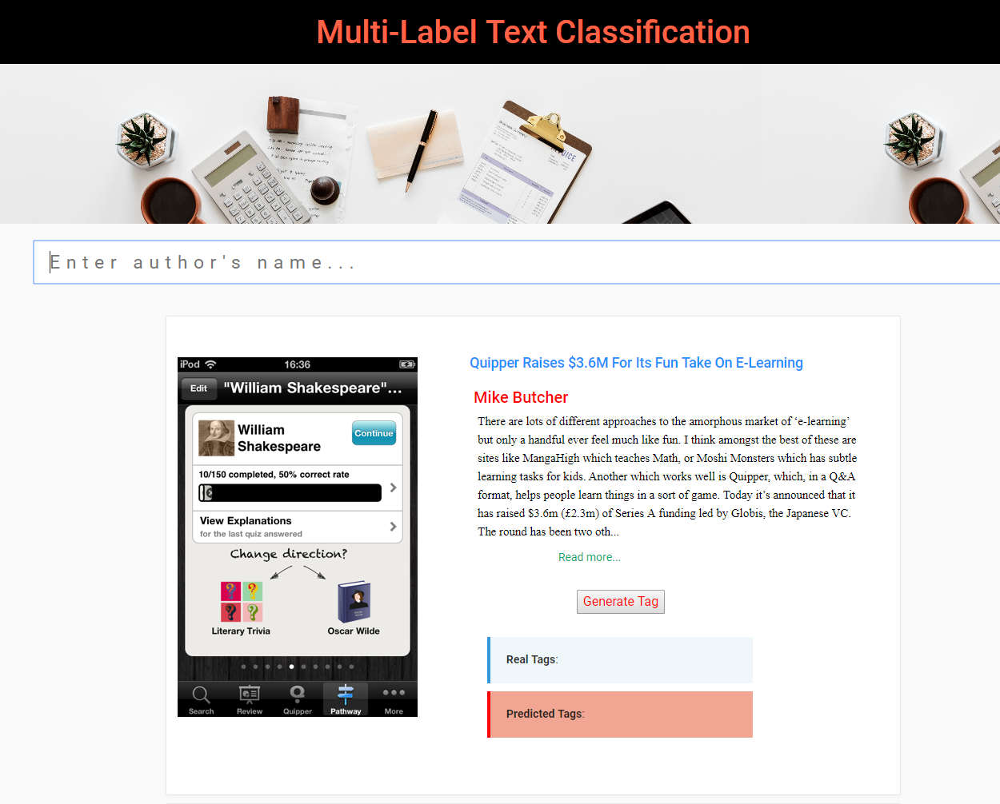 Multi-Label Text Classification
INVOICE
Enter author's name...
iPod
16:36
Edit
"William Shakespeare"...
William
Shakespeare
Continue
10/150 completed, 50% correct rate
View Explanations
for the last quiz answered
Change direction?
Literary Trivia
Oscar Wilde
Search
Review
Quipper
Pathway
More
Quipper Raises $3.6M For Its Fun Take On E-Learning
Mike Butcher
There are lots of different approaches to the amorphous market of ‘e-learning’
but only a handful ever feel much like fun. I think amongst the best of these are
sites like MangaHigh which teaches Math, or Moshi Monsters which has subtle
learning tasks for kids. Another which works well is Quipper, which, in a Q&A
format, helps people learn things in a sort of game. Today it’s announced that it
has raised $3.6m (£2.3m) of Series A funding led by Globis, the Japanese VC.
The round has been two oth...
Read more...
Generate Tag
Real Tags:
Predicted Tags: